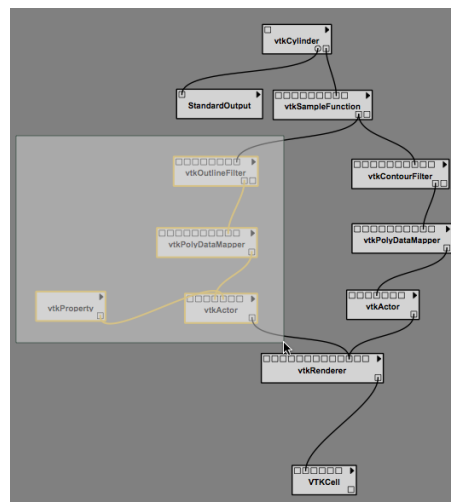 vtkCylinder
StandardOutput
vtkSampleFunction
vtkOutlineFilter
vtkContourFilter
vtkPolyDataMapper
vtkPolyDataMapper
vtkProperty
vtkActor
vtkActor
vtkRenderer
VTKCell